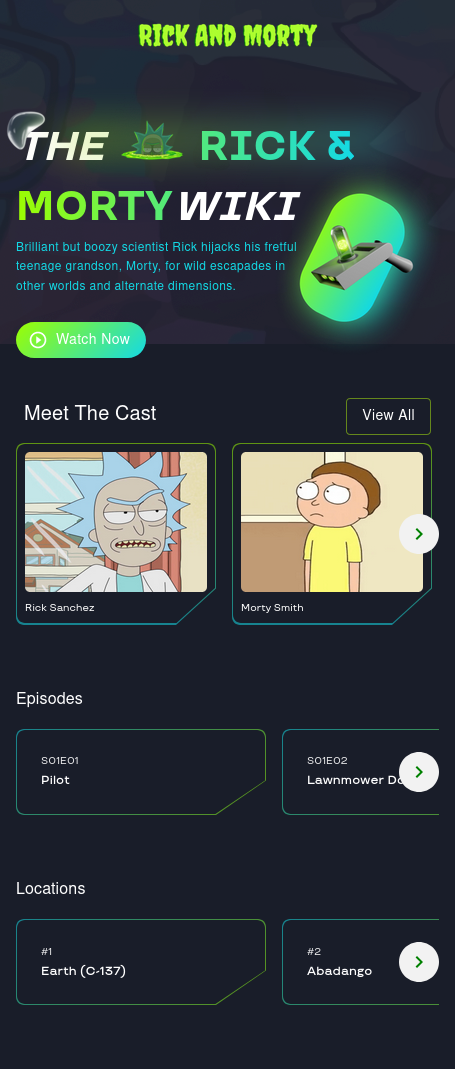 RICK AND MORTY
THE RICK &
MORTY WIKI
Brilliant but boozy scientist Rick hijacks his fretful
teenage grandson, Morty, for wild escapades in
other worlds and alternate dimensions.
Watch Now
Meet The Cast
View All
Rick Sanchez
Morty Smith
Episodes
S01E01
Pilot
S01E02
Lawnmower
Locations
#1
Earth (C-137)
#2
Abadango